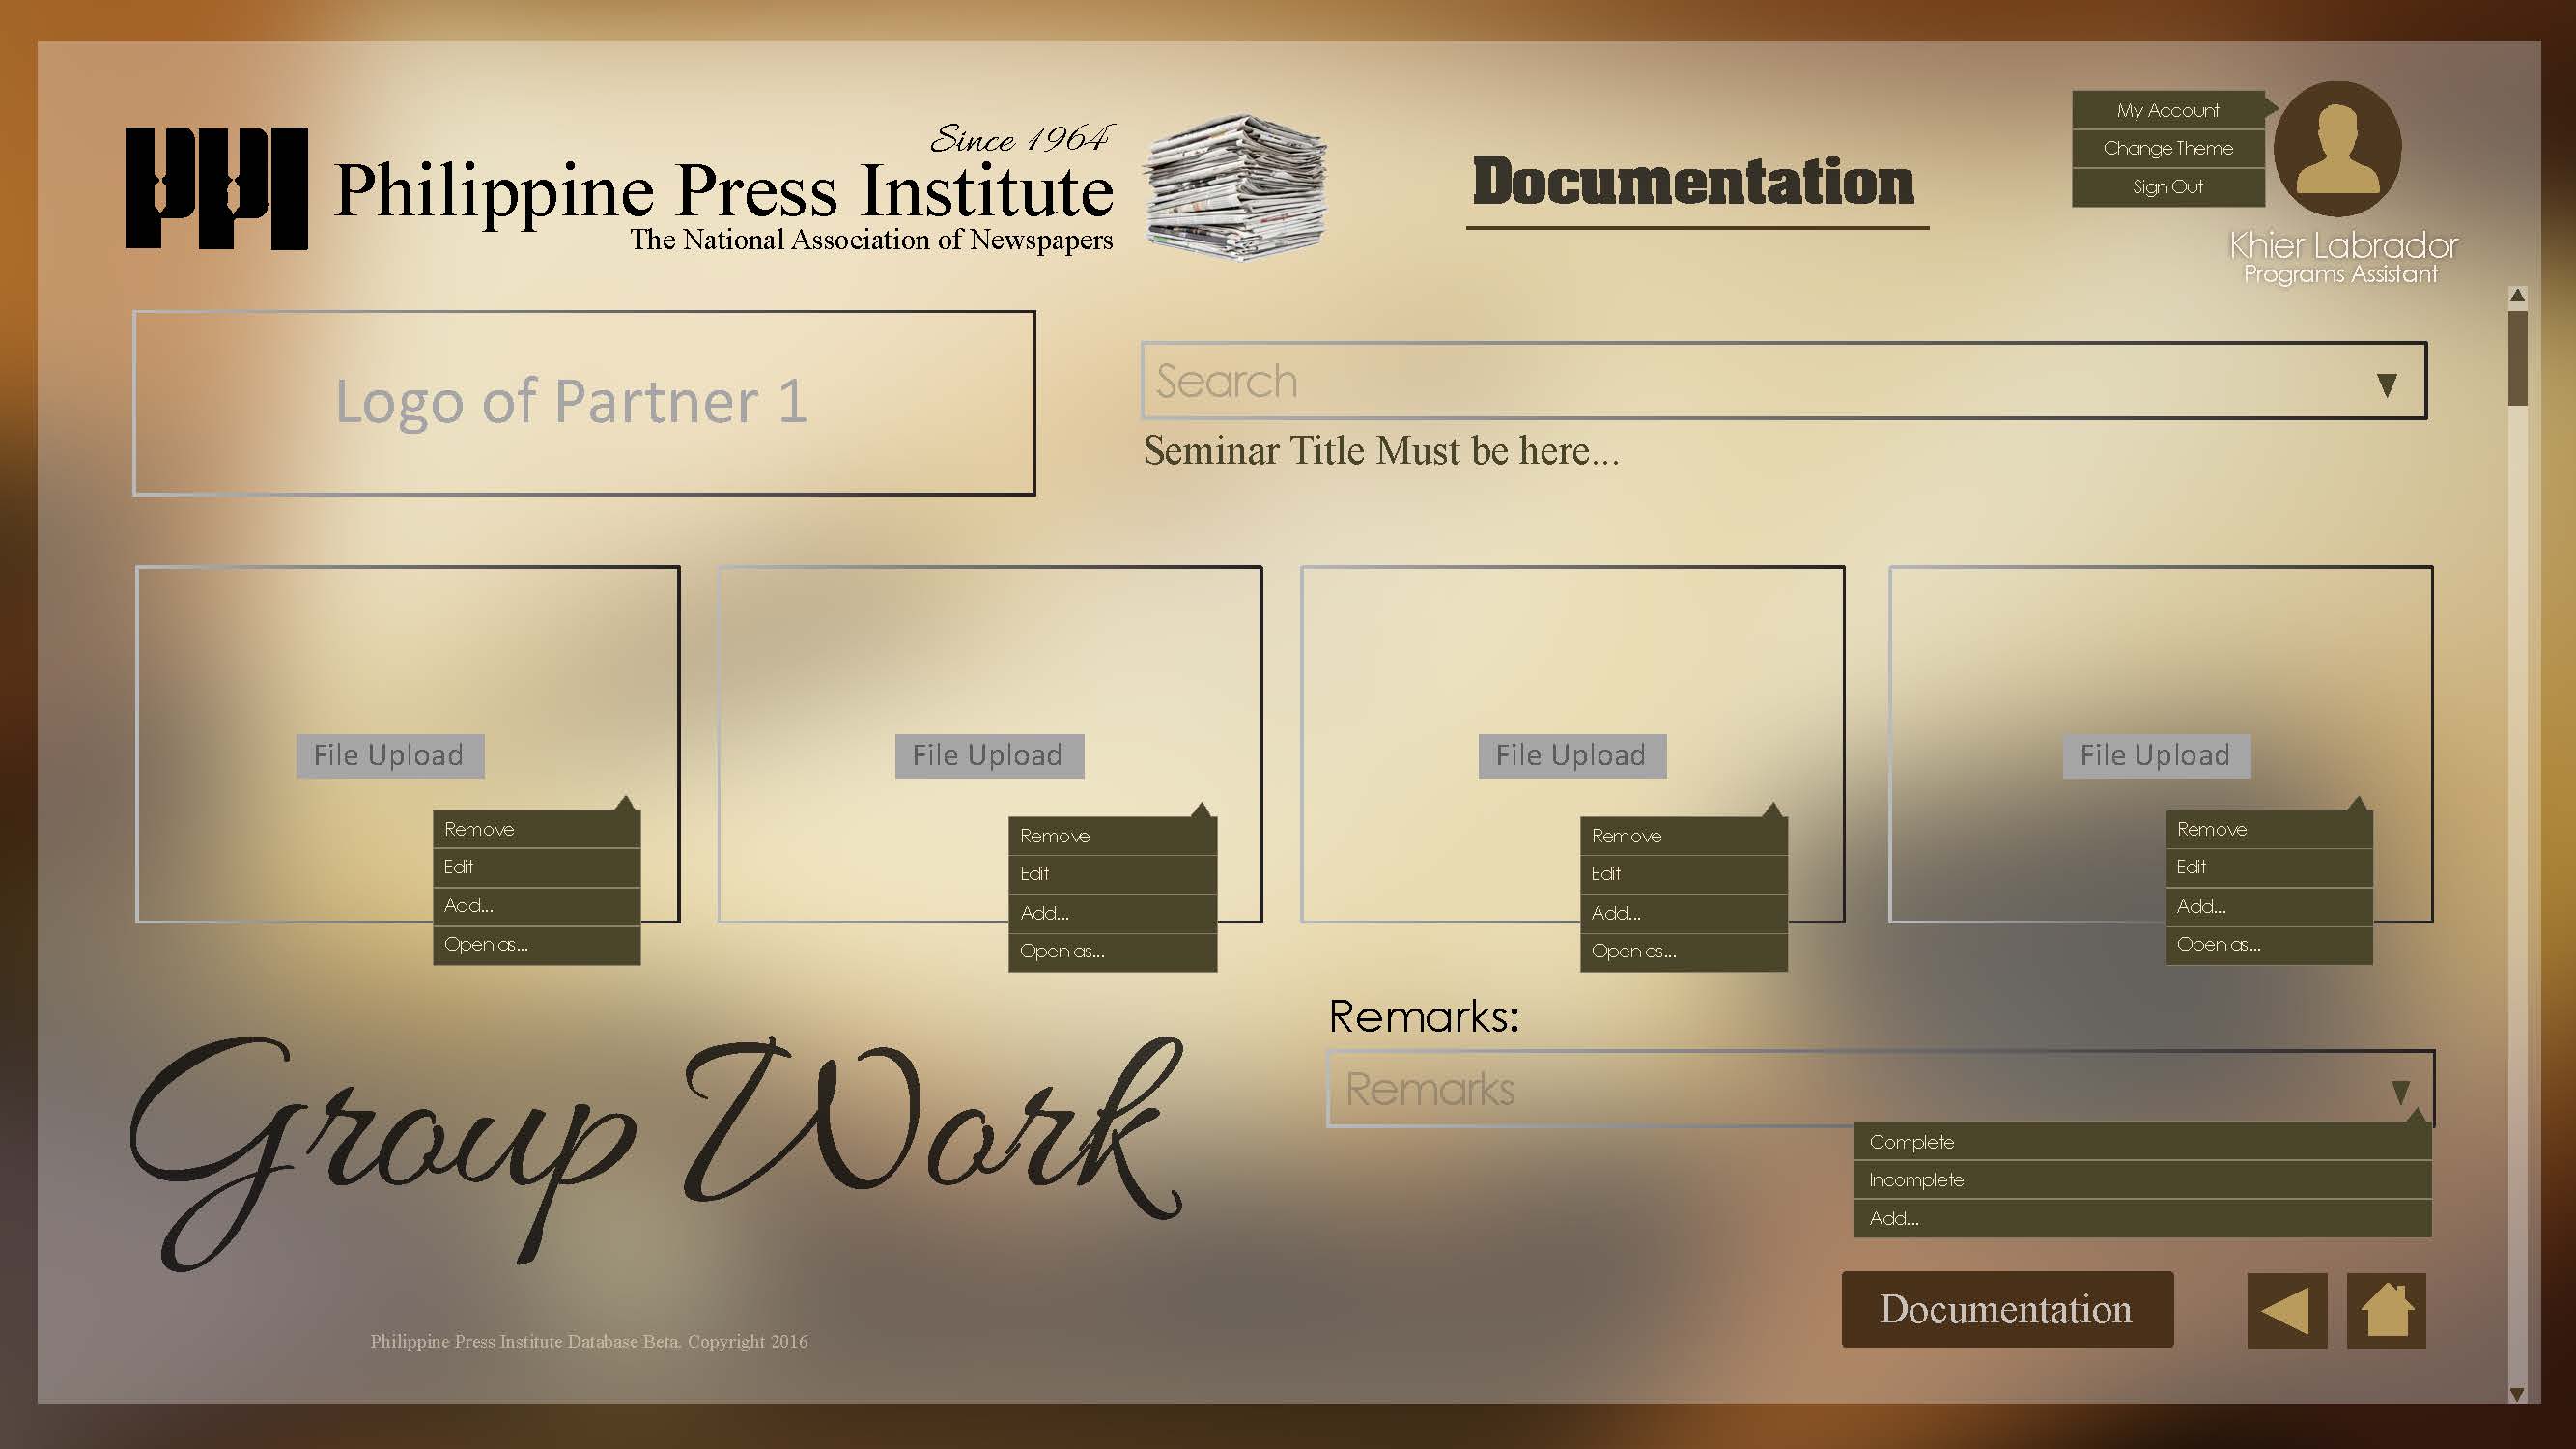 PPI
Since 1964
Philippine Press Institute
The National Association of Newspapers
Documentation
My Account
Change Theme
Sign Out
Khier Labrador
Programs Assistant
Logo of Partner 1
Search
Seminar Title Must be here...
File Upload
Remove
Edit
Add...
Open as...
File Upload
Remove
Edit
Add...
Open as...
File Upload
Remove
Edit
Add...
Open as...
File Upload
Remove
Edit
Add...
Open as...
Group Work
Remarks:
Remarks
Complete
Incomplete
Add...
Documentation
Philippine Press Institute Database Beta. Copyright 2016